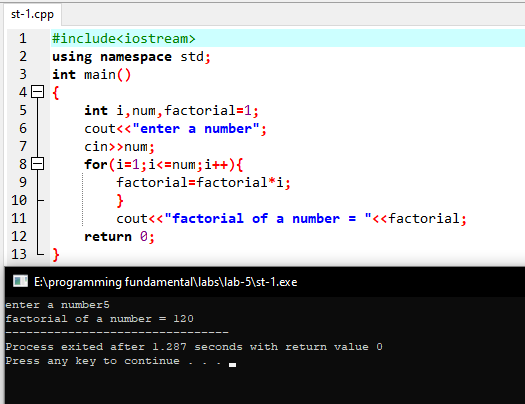 st-1.cpp
1 #include<iostream>
2 using namespace std;
3 int main()
4 {
5 int i,num,factorial=1;
6 cout<<"enter a number";
7 cin>>num;
8 for(i=1;i<=num;i++){
9 factorial=factorial*i;
10 }
11 cout<<"factorial of a number = "<<factorial;
12 return 0;
13 }
E:\programming fundamental\labs\lab-5\st-1.exe
enter a number5
factorial of a number = 120
--------------------------------
Process exited after 1.287 seconds with return value 0
Press any key to continue . . .